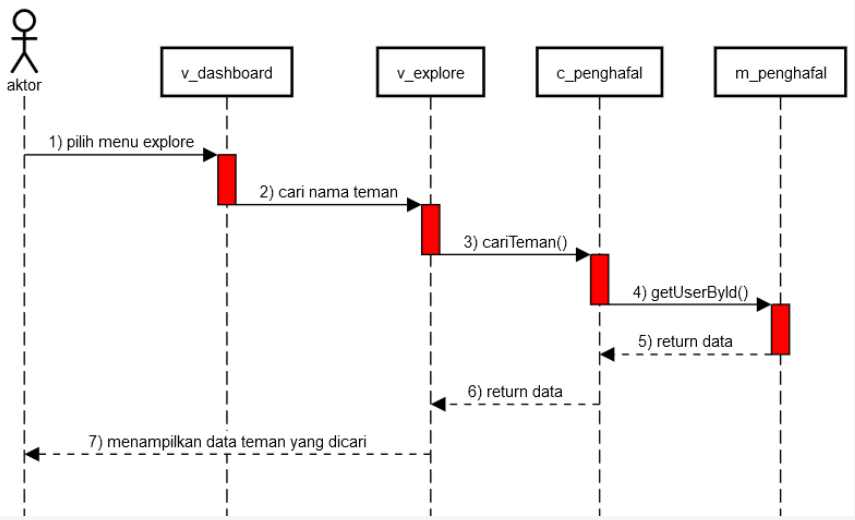 aktor
v_dashboard
v_explore
c_penghafal
m_penghafal
1) pilih menu explore
2) cari nama teman
3) cariTeman()
4) getUserById()
5) return data
6) return data
7) menampilkan data teman yang dicari